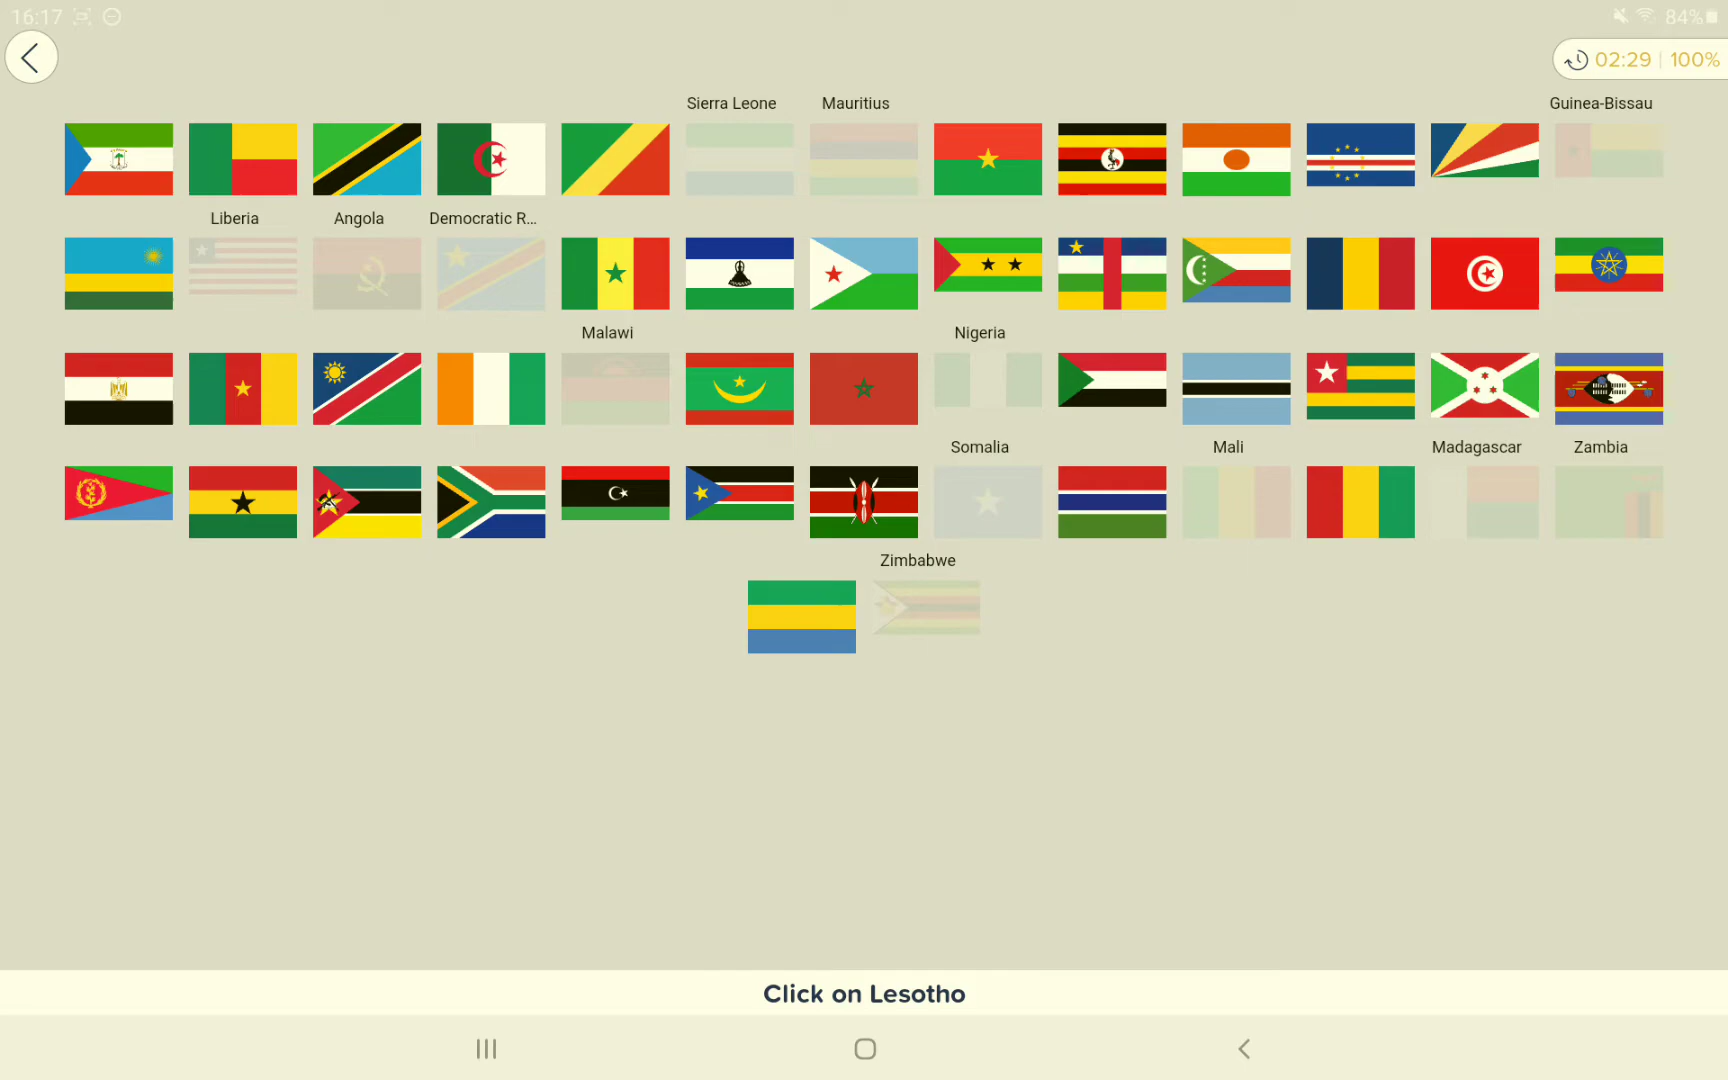 16:17
84%
02:29 | 100%
Sierra Leone
Mauritius
Guinea-Bissau
Liberia
Angola
Democratic R...
Malawi
Nigeria
Somalia
Mali
Madagascar
Zambia
Zimbabwe
Click on Lesotho